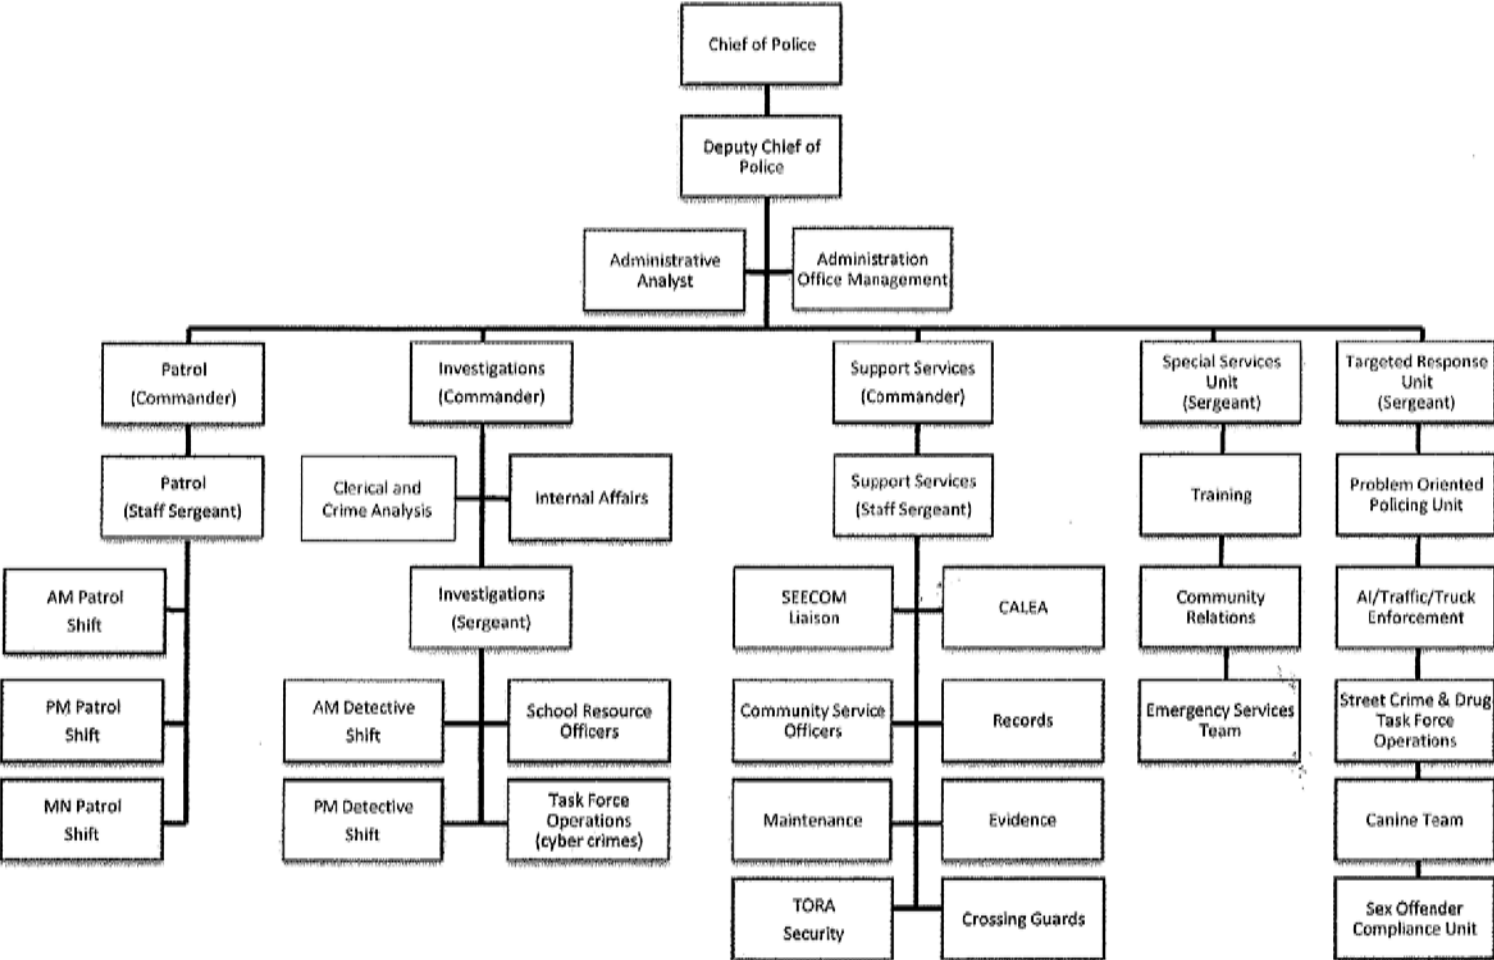 Chief of Police
Deputy Chief of
Police
Administrative
Analyst
Administration
Office Management
Patrol
(Commander)
Investigations
(Commander)
Support Services
(Commander)
Special Services
Unit
(Sergeant)
Targeted Response
Unit
(Sergeant)
Patrol
(Staff Sergeant)
Clerical and
Crime Analysis
Internal Affairs
Support Services
(Staff Sergeant)
Training
Problem Oriented
Policing Unit
AM Patrol
Shift
Investigations
(Sergeant)
SEECOM
Liaison
CALEA
Community
Relations
AI/Traffic/Truck
Enforcement
PM Patrol
Shift
AM Detective
Shift
School Resource
Officers
Community Service
Officers
Records
Emergency Services
Team
Street Crime & Drug
Task Force
Operations
MN Patrol
Shift
PM Detective
Shift
Task Force
Operations
(cyber crimes)
Maintenance
Evidence
Canine Team
TORA
Security
Crossing Guards
Sex Offender
Compliance Unit